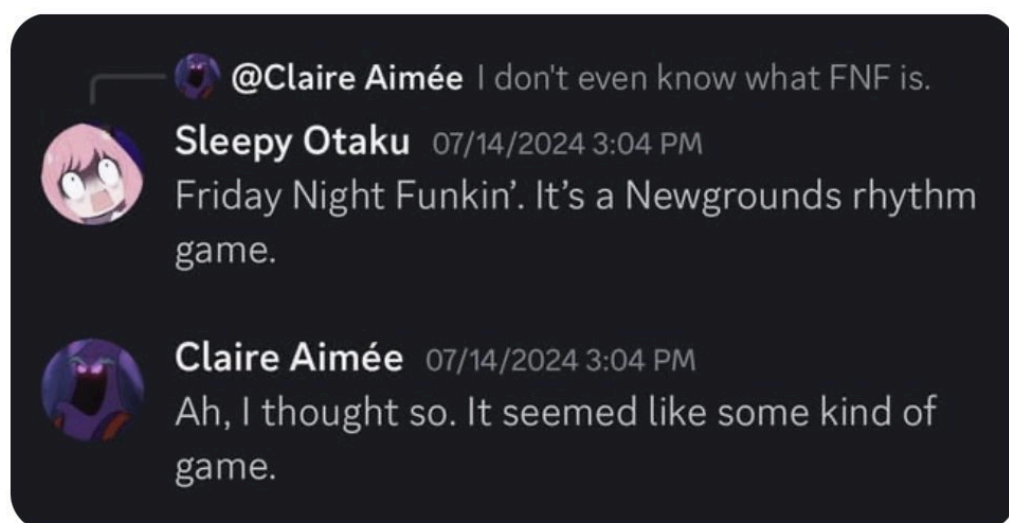 @Claire Aimée I don't even know what FNF is.
Sleepy Otaku 07/14/2024 3:04 PM
Friday Night Funkin’. It’s a Newgrounds rhythm
game.
Claire Aimée 07/14/2024 3:04 PM
Ah, I thought so. It seemed like some kind of
game.